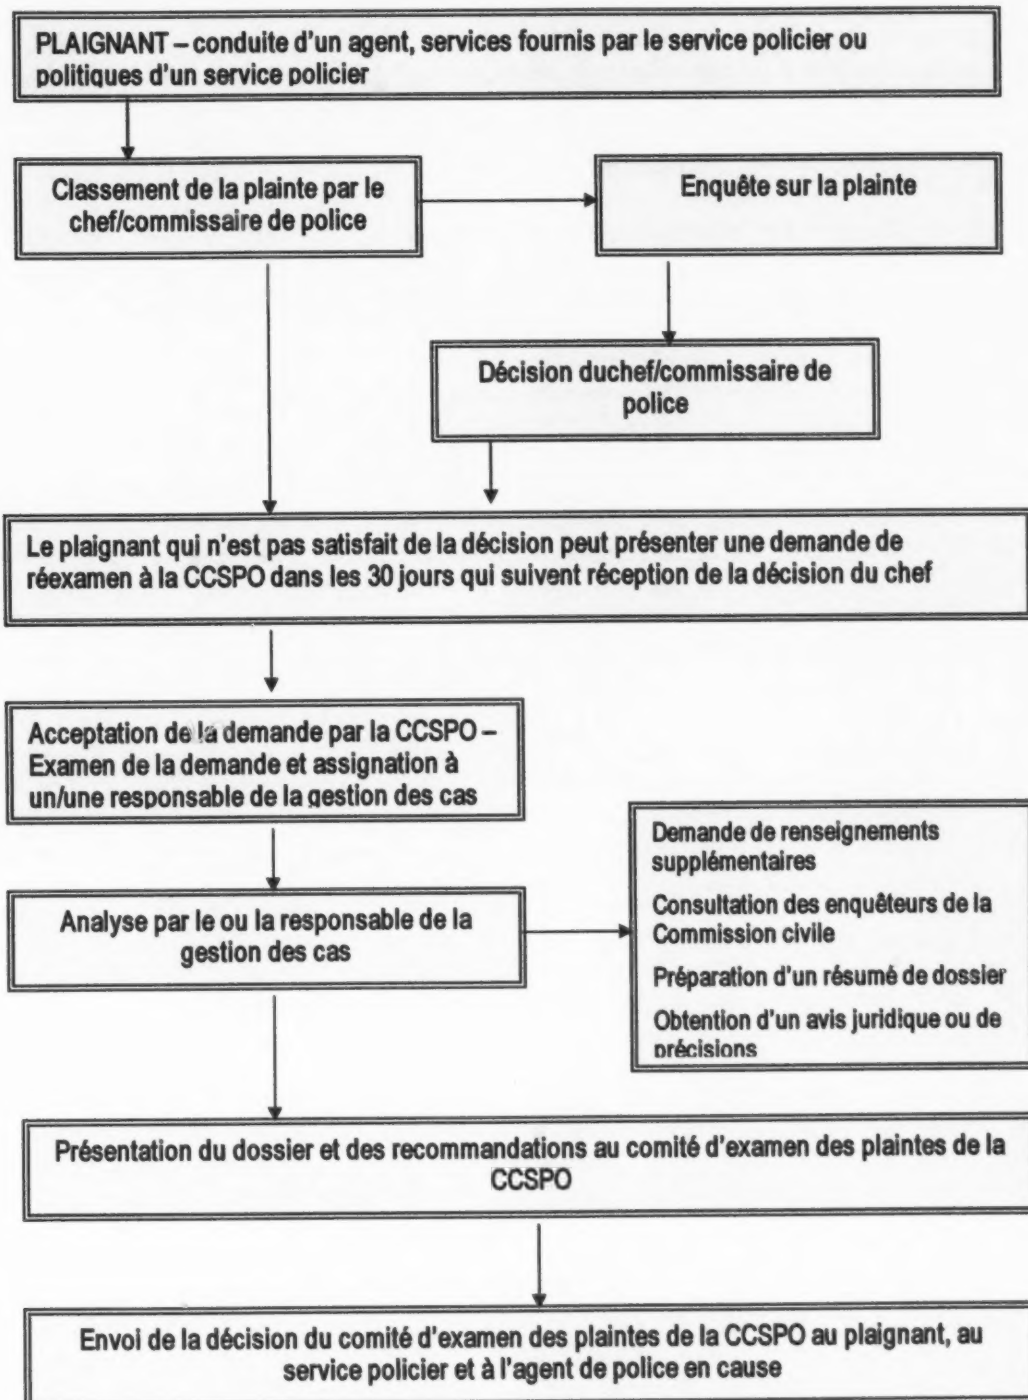 PLAIGNANT – conduite d'un agent, services fournis par le service policier ou
politiques d'un service policier
Classement de la plainte par le
chef/commissaire de police
Enquête sur la plainte
Décision duchef/commissaire de
police
Le plaignant qui n'est pas satisfait de la décision peut présenter une demande de
réexamen à la CCSPO dans les 30 jours qui suivent réception de la décision du chef
Acceptation de la demande par la CCSPO –
Examen de la demande et assignation à
un/une responsable de la gestion des cas
Analyse par le ou la responsable de la
gestion des cas
Demande de renseignements
supplémentaires
Consultation des enquêteurs de la
Commission civile
Préparation d'un résumé de dossier
Obtention d'un avis juridique ou de
précisions
Présentation du dossier et des recommandations au comité d'examen des plaintes de la
CCSPO
Envoi de la décision du comité d'examen des plaintes de la CCSPO au plaignant, au
service policier et à l'agent de police en cause